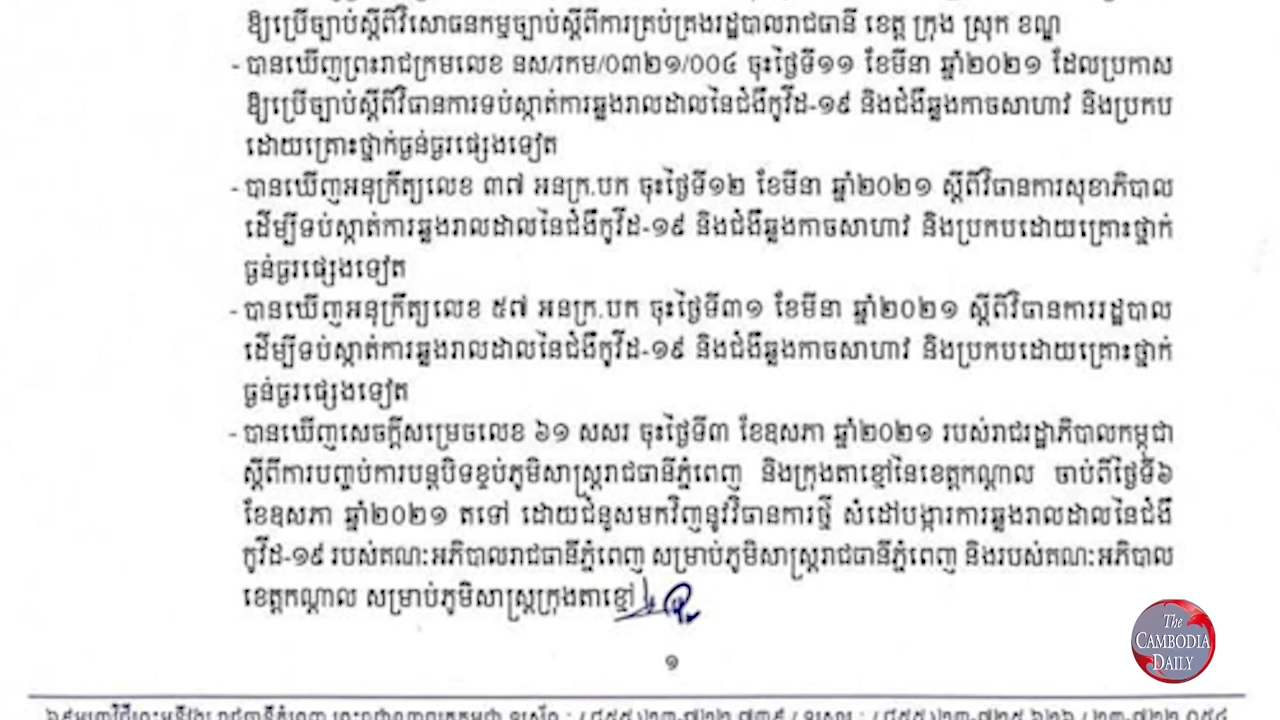 ឱ្យប្រើច្បាប់ស្តីពីវិសោធនកម្មច្បាប់ស្តីពីការគ្រប់គ្រងរដ្ឋបាលរាជធានី ខេត្ត ក្រុង ស្រុក ខណ្ឌ
- បានឃើញព្រះរាជក្រមលេខ នស/រកម/០៣២១/០០៤ ចុះថ្ងៃទី១១ ខែមីនា ឆ្នាំ២០២១ ដែលប្រកាស
ឱ្យប្រើច្បាប់ស្តីពីវិធានការទប់ស្កាត់ការឆ្លងរាលដាលនៃជំងឺកូវីដ-១៩ និងជំងឺឆ្លងកាចសាហាវ និងប្រកប
ដោយគ្រោះថ្នាក់ធ្ងន់ធ្ងរផ្សេងទៀត
- បានឃើញអនុក្រឹត្យលេខ ៣៧ អនក្រ.បក ចុះថ្ងៃទី១២ ខែមីនា ឆ្នាំ២០២១ ស្តីពីវិធានការសុខាភិបាល
ដើម្បីទប់ស្កាត់ការឆ្លងរាលដាលនៃជំងឺកូវីដ-១៩ និងជំងឺឆ្លងកាចសាហាវ និងប្រកបដោយគ្រោះថ្នាក់
ធ្ងន់ធ្ងរផ្សេងទៀត
- បានឃើញអនុក្រឹត្យលេខ ៥៧ អនក្រ.បក ចុះថ្ងៃទី៣១ ខែមីនា ឆ្នាំ២០២១ ស្តីពីវិធានការរដ្ឋបាល
ដើម្បីទប់ស្កាត់ការឆ្លងរាលដាលនៃជំងឺកូវីដ-១៩ និងជំងឺឆ្លងកាចសាហាវ និងប្រកបដោយគ្រោះថ្នាក់
ធ្ងន់ធ្ងរផ្សេងទៀត
- បានឃើញសេចក្តីសម្រេចលេខ ៦១ សសរ ចុះថ្ងៃទី៣ ខែឧសភា ឆ្នាំ២០២១ របស់រាជរដ្ឋាភិបាលកម្ពុជា
ស្តីពីការបញ្ចប់ការបន្តបិទខ្ទប់ភូមិសាស្ត្ររាជធានីភ្នំពេញ និងក្រុងតាខ្មៅនៃខេត្តកណ្តាល ចាប់ពីថ្ងៃទី៦
ខែឧសភា ឆ្នាំ២០២១ តទៅ ដោយជំនួសមកវិញនូវវិធានការថ្មី សំដៅបង្ការការឆ្លងរាលដាលនៃជំងឺ
កូវីដ-១៩ របស់គណៈអភិបាលរាជធានីភ្នំពេញ សម្រាប់ភូមិសាស្ត្ររាជធានីភ្នំពេញ និងរបស់គណៈអភិបាល
ខេត្តកណ្តាល សម្រាប់ភូមិសាស្ត្រក្រុងតាខ្មៅ
The
CAMBODIA
DAILY
១